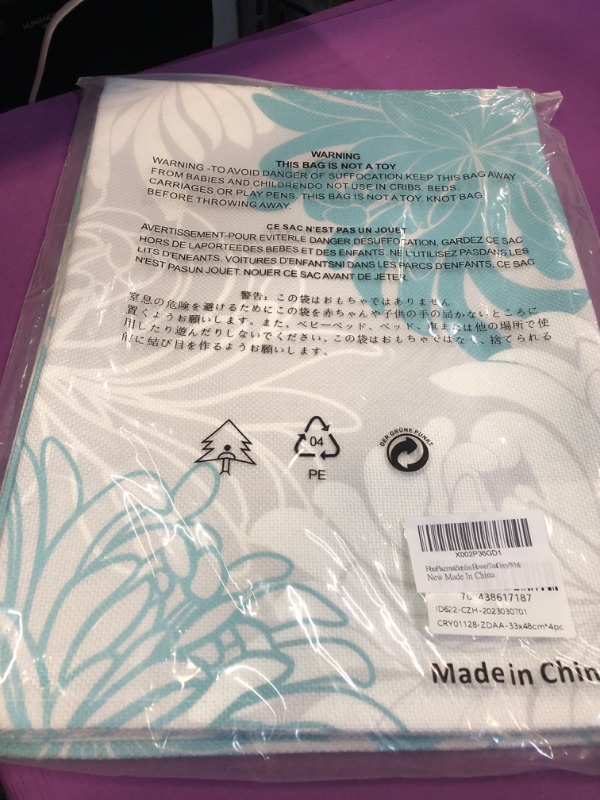 WARNING
THIS BAG IS NOT A TOY
WARNING -TO AVOID DANGER OF SUFFOCATION KEEP THIS BAG AWAY
FROM BABIES AND CHILDRENDO NOT USE IN CRIBS. BEDS.
CARRIAGES OR PLAY PENS. THIS BAG IS NOT A TOY. KNOT BAG
BEFORE THROWING AWAY.
CE SAC N'EST PAS UN JOUET
AVERTISSEMENT-POUR EVITERLE DANGER DESUFFOCATION, GARDEZ CE SAC
HORS DE LAPORTEEDES BEBES ET DES ENFANTS. NE L'UTILISEZ PASDANS LES
LITS D'ENEANTS. VOITURES D'ENFANTSNI DANS LES PARCS D'ENFANTS, CE SAC
N'EST PASUN JOUET. NOUER CE SAC AVANT DE JETER.
警告: この袋はおもちゃではありません
窒息の危険を避けるためにこの袋を赤ちゃんや子供の手の届かないところに
置くようお願いします。また、ベビーベッド、ベッド、車または他の場所で使
用したり遊んだりしないでください。この袋はおもちゃではなく、捨てられる
前に結び目を作るようお願いします。
04
PE
DER GRÜNE PUNKT
X002P35GD1
New Made In China
438617187
ID622-CZH-2023030701
CRY01128-ZDAA-33x48cm*4pc
Made in Chin